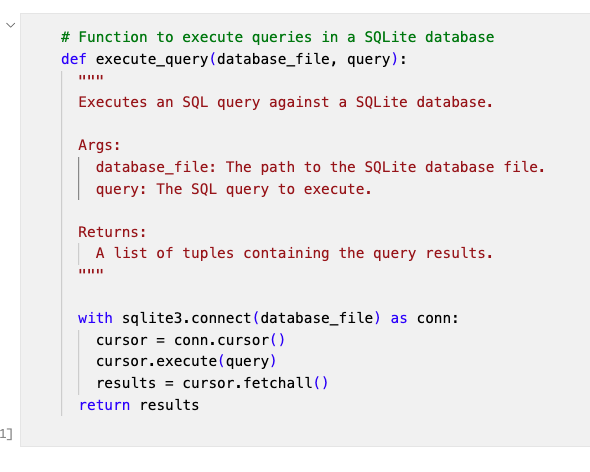 # Function to execute queries in a SQLite database
def execute_query(database_file, query):
"""
Executes an SQL query against a SQLite database.
Args:
database_file: The path to the SQLite database file.
query: The SQL query to execute.
Returns:
A list of tuples containing the query results.
"""
with sqlite3.connect(database_file) as conn:
cursor = conn.cursor()
cursor.execute(query)
results = cursor.fetchall()
return results
1]